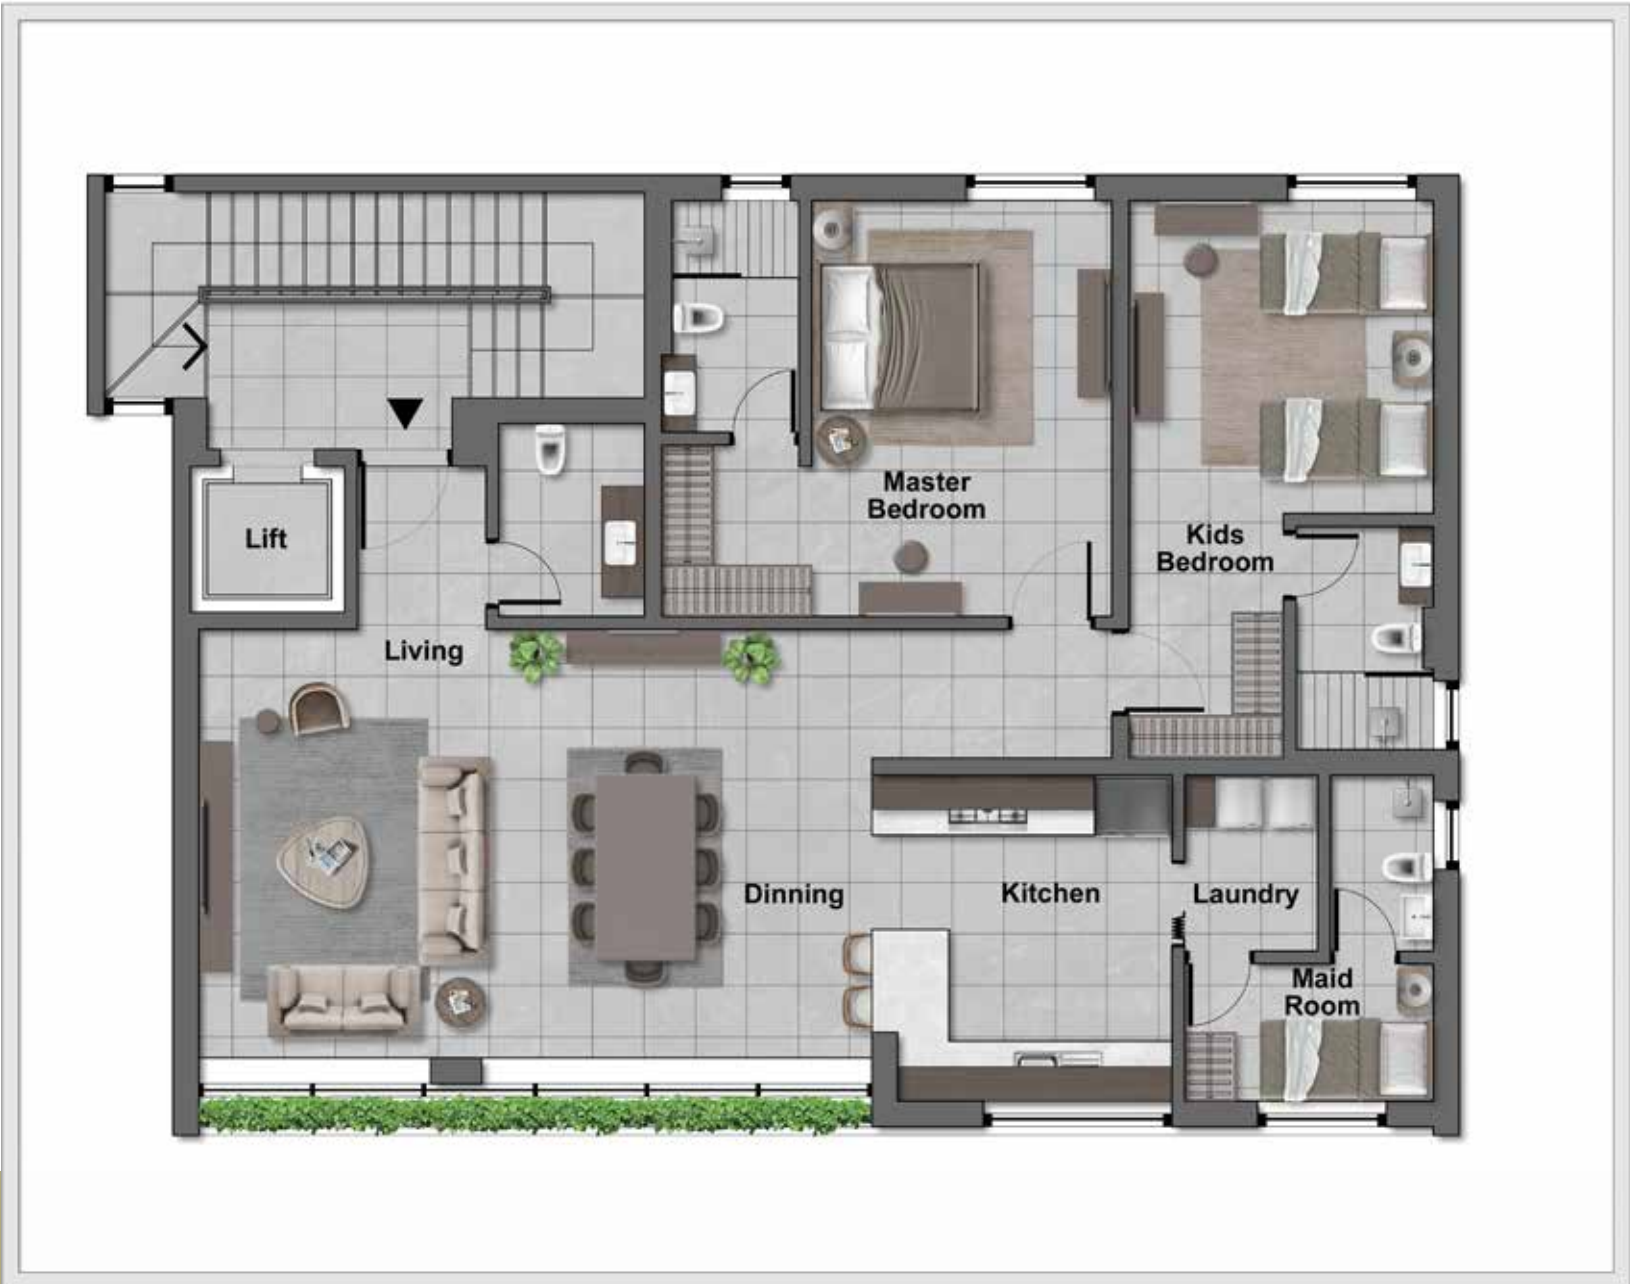 Master
Bedroom
Lift
Kids
Bedroom
Living
Dinning
Kitchen
Laundry
Maid
Room